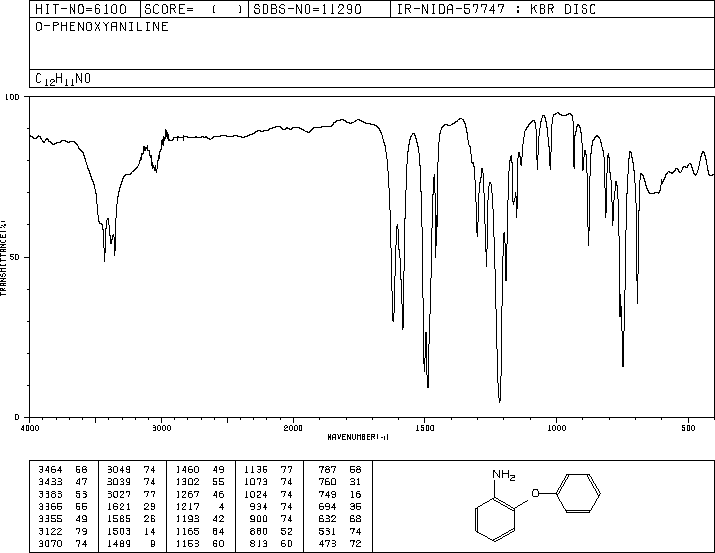 HIT-NO=6100 SCORE= ( ) SDBS-NO=11290 IR-NIDA-57747 : KBR DISC
O-PHENOXYANILINE
C12H11NO
100
TRANSMITTANCE(%)
50
0
4000 3000 2000 1500 1000 500
WAVENUMBER(-1)
3464 58 3049 74 1460 49 1136 77 787 58
3433 47 3039 74 1302 55 1073 74 760 31
3383 53 3027 77 1267 46 1024 74 749 16
3365 55 1621 29 1217 4 934 74 694 35
3355 49 1585 26 1193 42 900 74 632 68
3122 79 1503 14 1165 84 880 52 531 74
3070 74 1489 9 1153 60 813 60 473 72
NH2
O